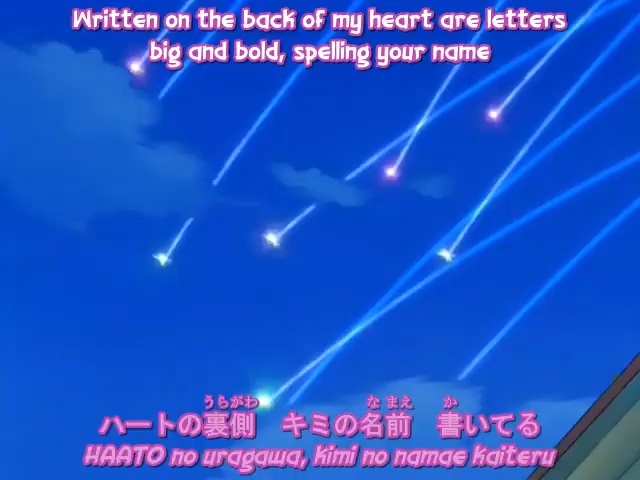 Written on the back of my heart are letters
big and bold, spelling your name
うらがわ なまえ か
ハートの裏側 キミの名前 書いてる
HAATO no uragawa, kimi no namae kaiteru